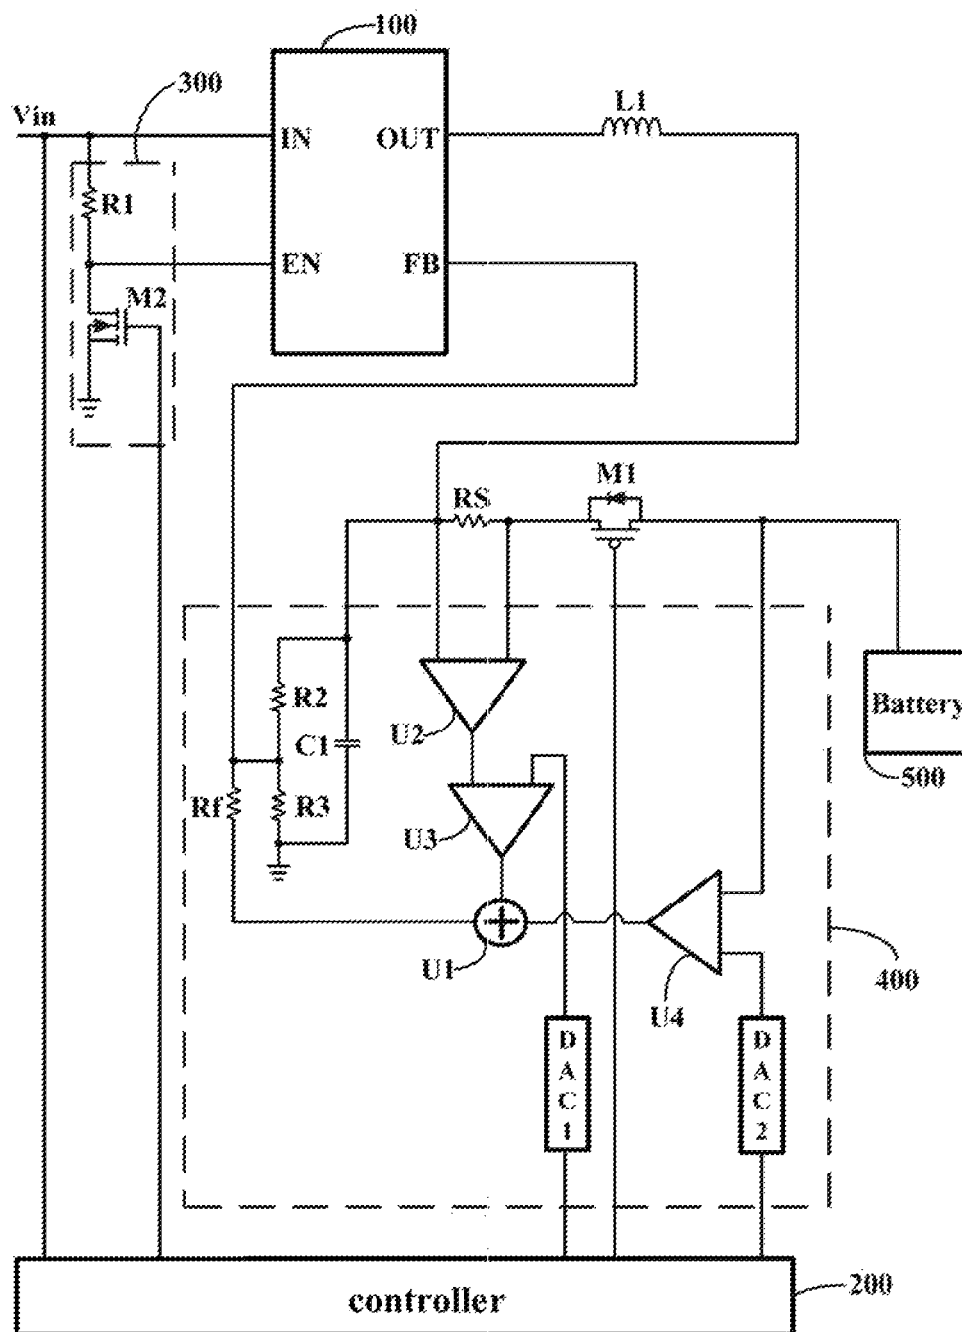 100
300
Vin
L1
IN
OUT
R1
EN
FB
M2
M1
RS
R2
U2
C1
Battery
500
Rf
R3
U3
U1
U4
400
DAC1
DAC2
controller
200